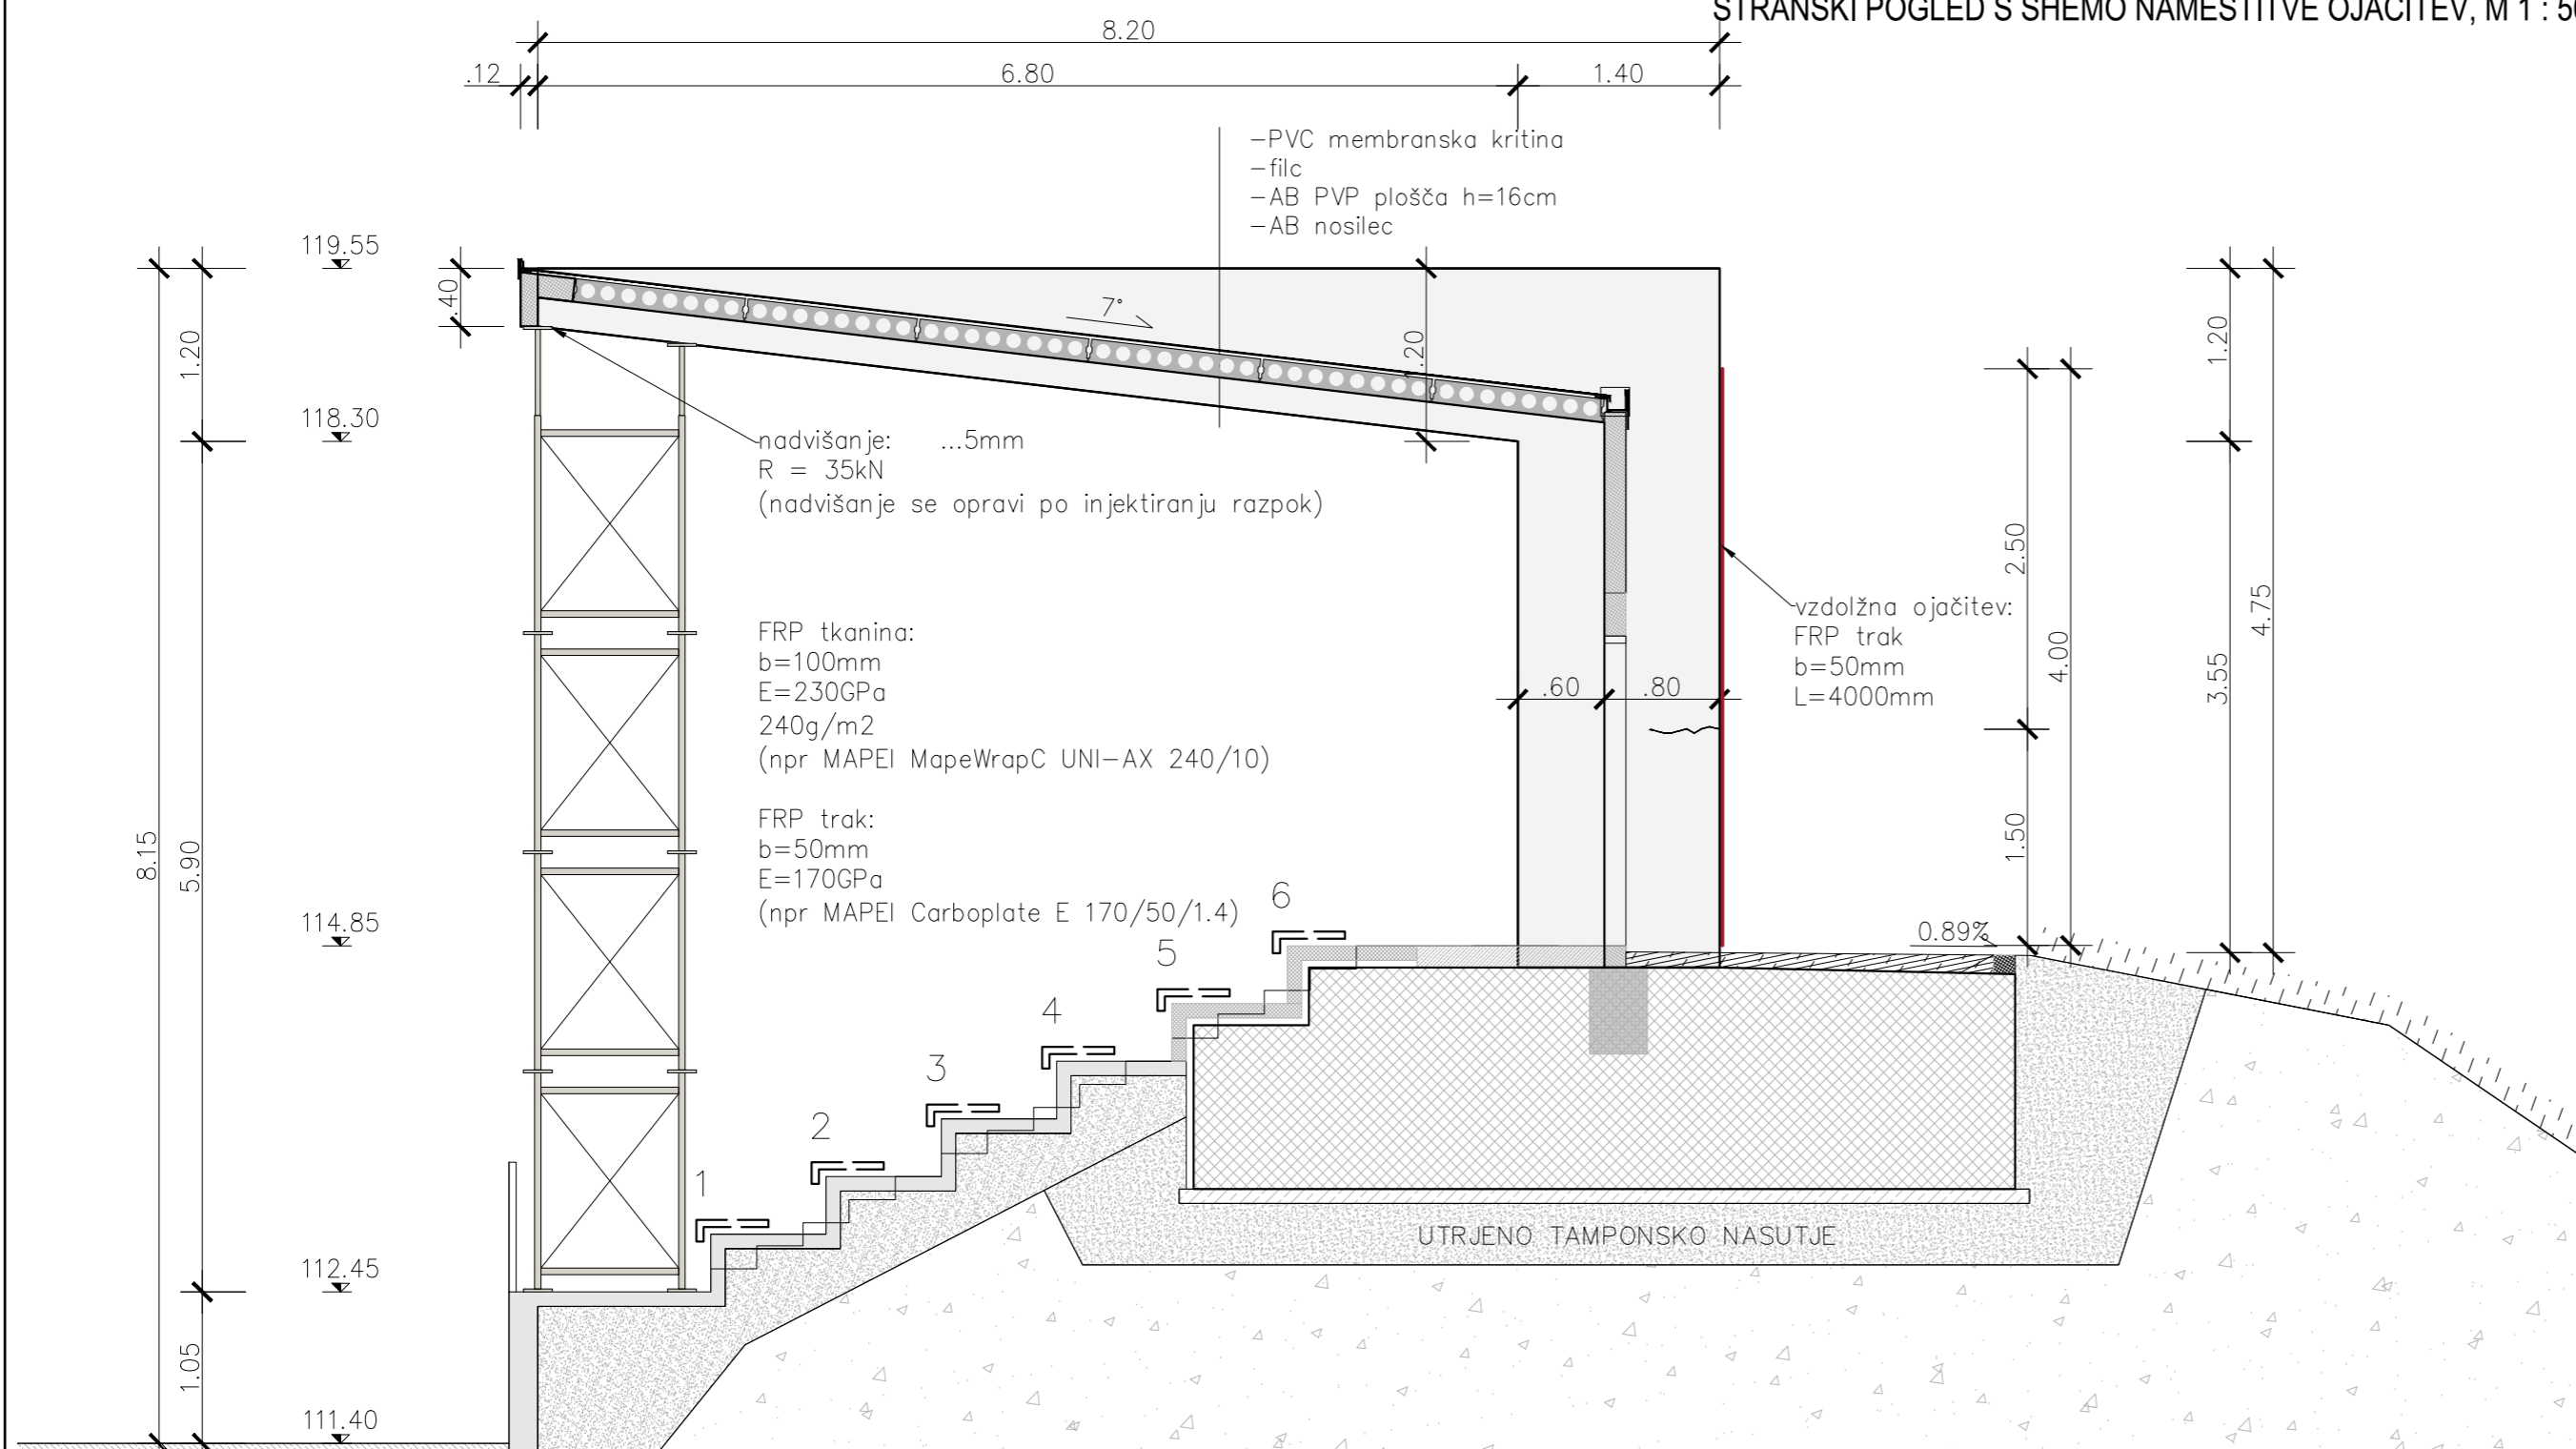 STRANSKI POGLED S SHEMO NAMESTITVE OJAČITEV, M 1 : 50
8.20
.12
6.80
1.40
-PVC membranska kritina
-filc
-AB PVP plošča h=16cm
-AB nosilec
119.55
.40
7°
1.20
1.20
1.20
118.30
nadvišanje: ...5mm
R = 35kN
(nadvišanje se opravi po injektiranju razpok)
2.50
4.75
vzdolžna ojačitev:
FRP trak
b=50mm
L=4000mm
4.00
3.55
FRP tkanina:
b=100mm
E=230GPa
240g/m2
(npr MAPEI MapeWrapC UNI-AX 240/10)
.60
.80
FRP trak:
b=50mm
E=170GPa
(npr MAPEI Carboplate E 170/50/1.4)
8.15
5.90
1.50
114.85
0.89%
6
5
4
3
2
1
UTRJENO TAMPONSKO NASUTJE
112.45
1.05
111.40